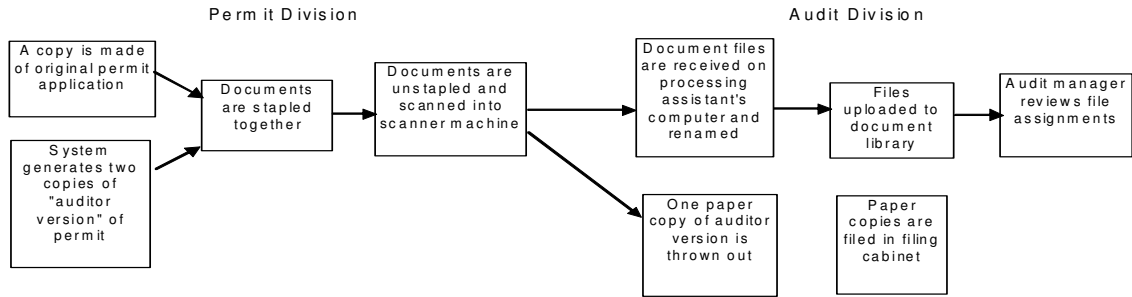 Permit Division
Audit Division
A copy is made
of original permit
application
System
generates two
copies of
"auditor
version" of
permit
Documents
are stapled
together
Documents are
unstapled and
scanned into
scanner machine
Document files
are received on
processing
assistant's
computer and
renamed
One paper
copy of auditor
version is
thrown out
Files
uploaded to
document
library
Paper
copies are
filed in filing
cabinet
Audit manager
reviews file
assignments